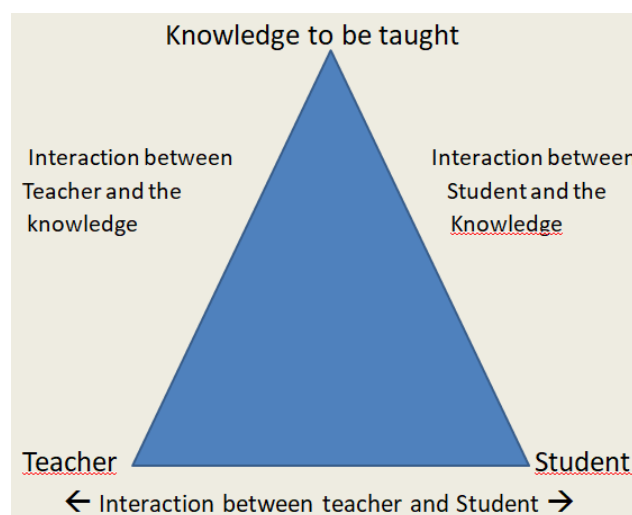 Knowledge to be taught
Interaction between
Teacher and the
knowledge
Interaction between
Student and the
Knowledge
Teacher
Student
← Interaction between teacher and Student →